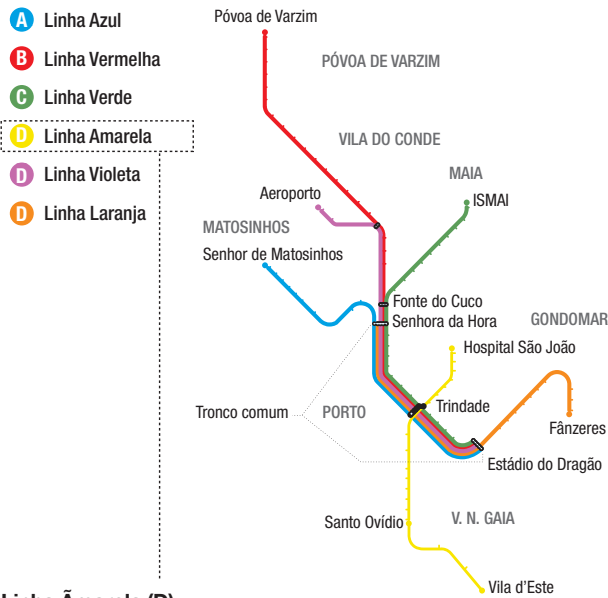 A Linha Azul
B Linha Vermelha
C Linha Verde
D Linha Amarela
D Linha Violeta
D Linha Laranja
Póvoa de Varzim
PÓVOA DE VARZIM
VILA DO CONDE
MAIA
Aeroporto
ISMAI
MATOSINHOS
Senhor de Matosinhos
Fonte do Cuco
Senhora da Hora
GONDOMAR
Hospital São João
Tronco comum
PORTO
Trindade
Fânzeres
Estádio do Dragão
Santo Ovídio
V. N. GAIA
Vila d'Este